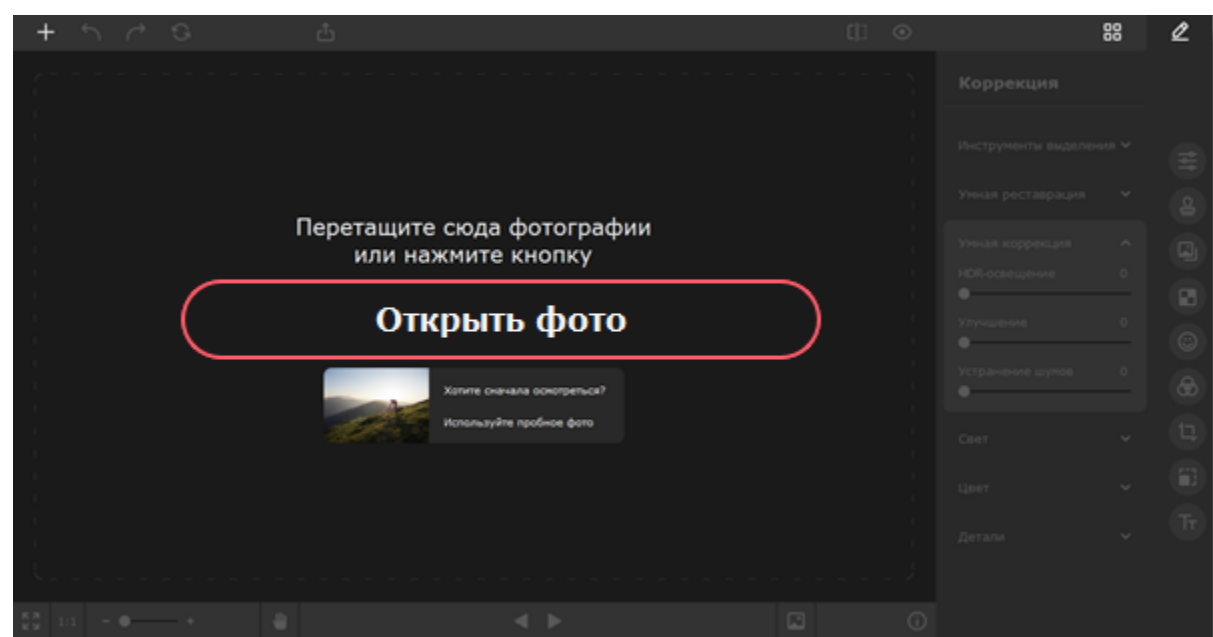 Коррекция
Инструменты выделения
Умная реставрация
Перетащите сюда фотографии
или нажмите кнопку
Открыть фото
Хотите сначала осмотреться?
Используйте пробное фото
Умная коррекция
HDR-освещение 0
Улучшение 0
Устранение шумов 0
Свет
Цвет
Детали
Tт
1:1